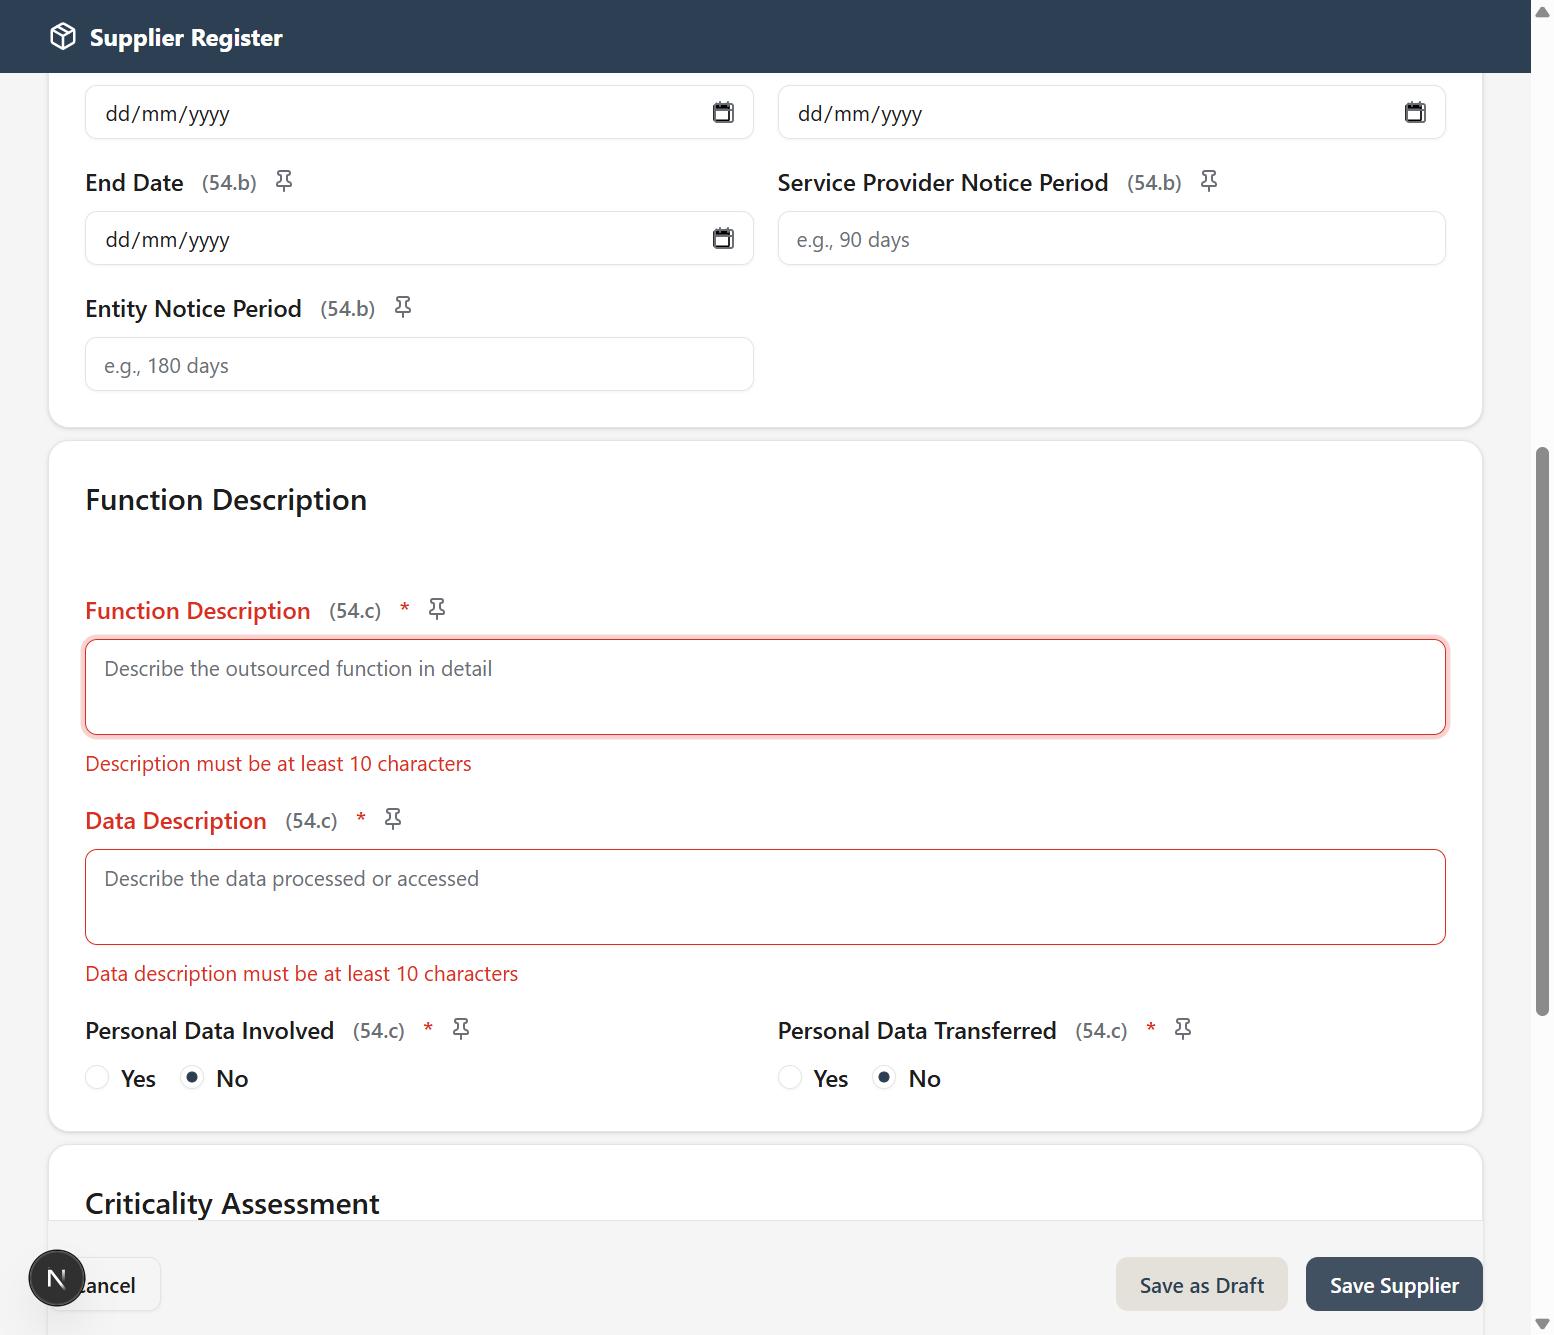 Supplier Register
dd/mm/yyyy
dd/mm/yyyy
End Date (54.b)
Service Provider Notice Period (54.b)
dd/mm/yyyy
e.g., 90 days
Entity Notice Period (54.b)
e.g., 180 days
Function Description
Function Description (54.c) *
Describe the outsourced function in detail
Description must be at least 10 characters
Data Description (54.c) *
Describe the data processed or accessed
Data description must be at least 10 characters
Personal Data Involved (54.c) *
Personal Data Transferred (54.c) *
Yes No
Yes No
Criticality Assessment
N
ancel
Save as Draft
Save Supplier